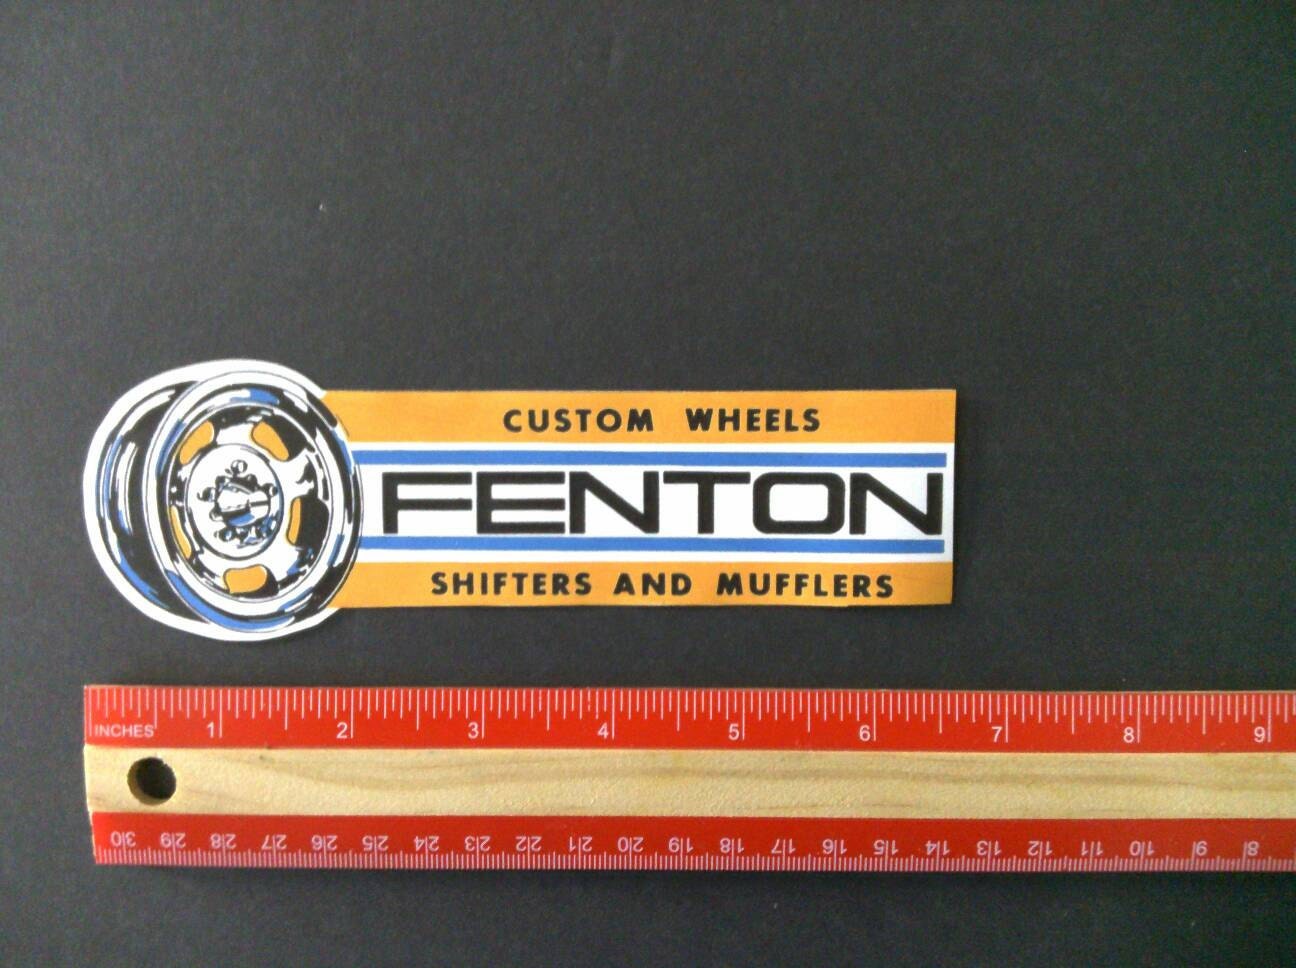 CUSTOM WHEELS
FENTON
SHIFTERS AND MUFFLERS
INCHES 1 2 3 4 5 6 7 8 9
30 29 28 27 26 25 24 23 22 21 20 19 18 17 16 15 14 13 12 11 10 9 8